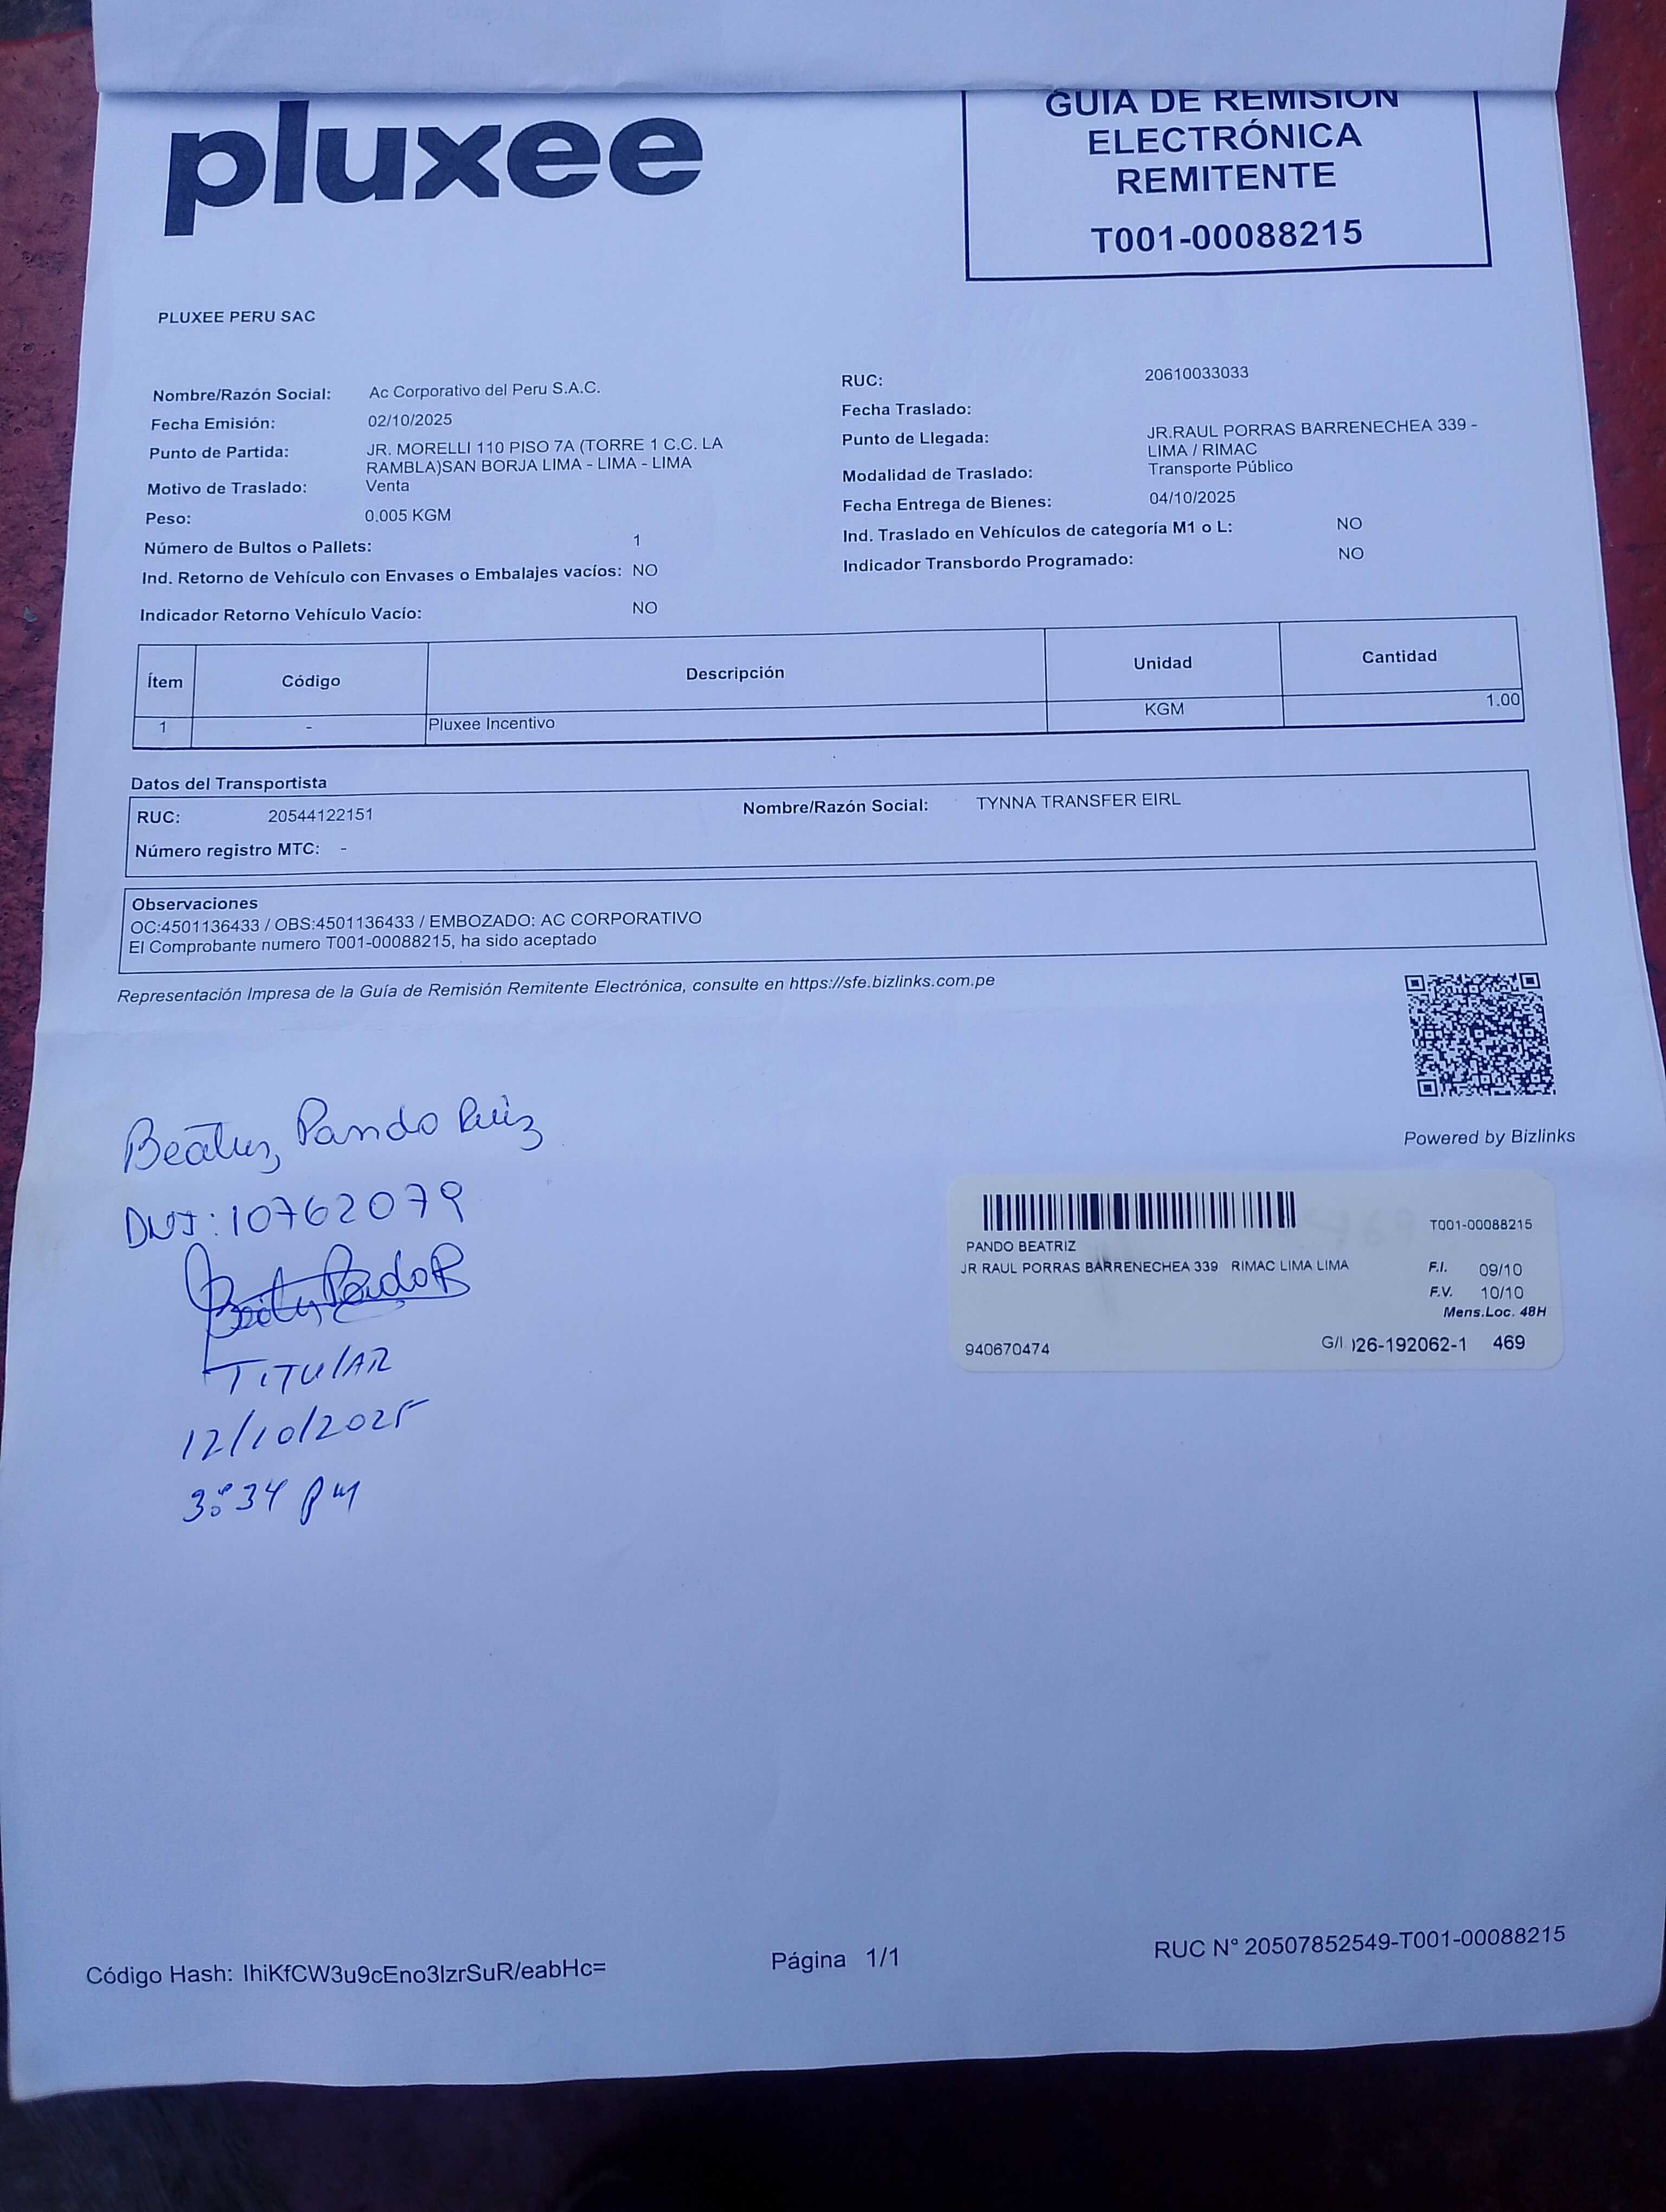 pluxee
GUIA DE REMISIÓN
ELECTRÓNICA
REMITENTE
T001-00088215
PLUXEE PERU SAC
Nombre/Razón Social: Ac Corporativo del Peru S.A.C.
Fecha Emisión: 02/10/2025
Punto de Partida: JR. MORELLI 110 PISO 7A (TORRE 1 C.C. LA
RAMBLA)SAN BORJA LIMA - LIMA - LIMA
Motivo de Traslado: Venta
Peso: 0.005 KGM
Número de Bultos o Pallets: 1
Ind. Retorno de Vehículo con Envases o Embalajes vacíos: NO
Indicador Retorno Vehículo Vacío: NO
RUC: 20610033033
Fecha Traslado:
Punto de Llegada: JR.RAUL PORRAS BARRENECHEA 339 -
LIMA / RIMAC
Modalidad de Traslado: Transporte Público
Fecha Entrega de Bienes: 04/10/2025
Ind. Traslado en Vehículos de categoría M1 o L: NO
Indicador Transbordo Programado: NO
Ítem Código Descripción Unidad Cantidad
1 - Pluxee Incentivo KGM 1.00
Datos del Transportista
RUC: 20544122151 Nombre/Razón Social: TYNNA TRANSFER EIRL
Número registro MTC: -
Observaciones
OC:4501136433 / OBS:4501136433 / EMBOZADO: AC CORPORATIVO
El Comprobante numero T001-00088215, ha sido aceptado
Representación Impresa de la Guía de Remisión Remitente Electrónica, consulte en https://sfe.bizlinks.com.pe
Powered by Bizlinks
Beatriz Pando Ruiz
DNI: 10762079
Beatriz Pando R
TITULAR
12/10/2025
3:34 PM
T001-00088215
PANDO BEATRIZ
JR RAUL PORRAS BARRENECHEA 339 RIMAC LIMA LIMA
F.I. 09/10
F.V. 10/10
Mens.Loc. 48H
940670474 G/I. 026-192062-1 469
Código Hash: IhiKfCW3u9cEno3IzrSuR/eabHc= Página 1/1 RUC N° 20507852549-T001-00088215